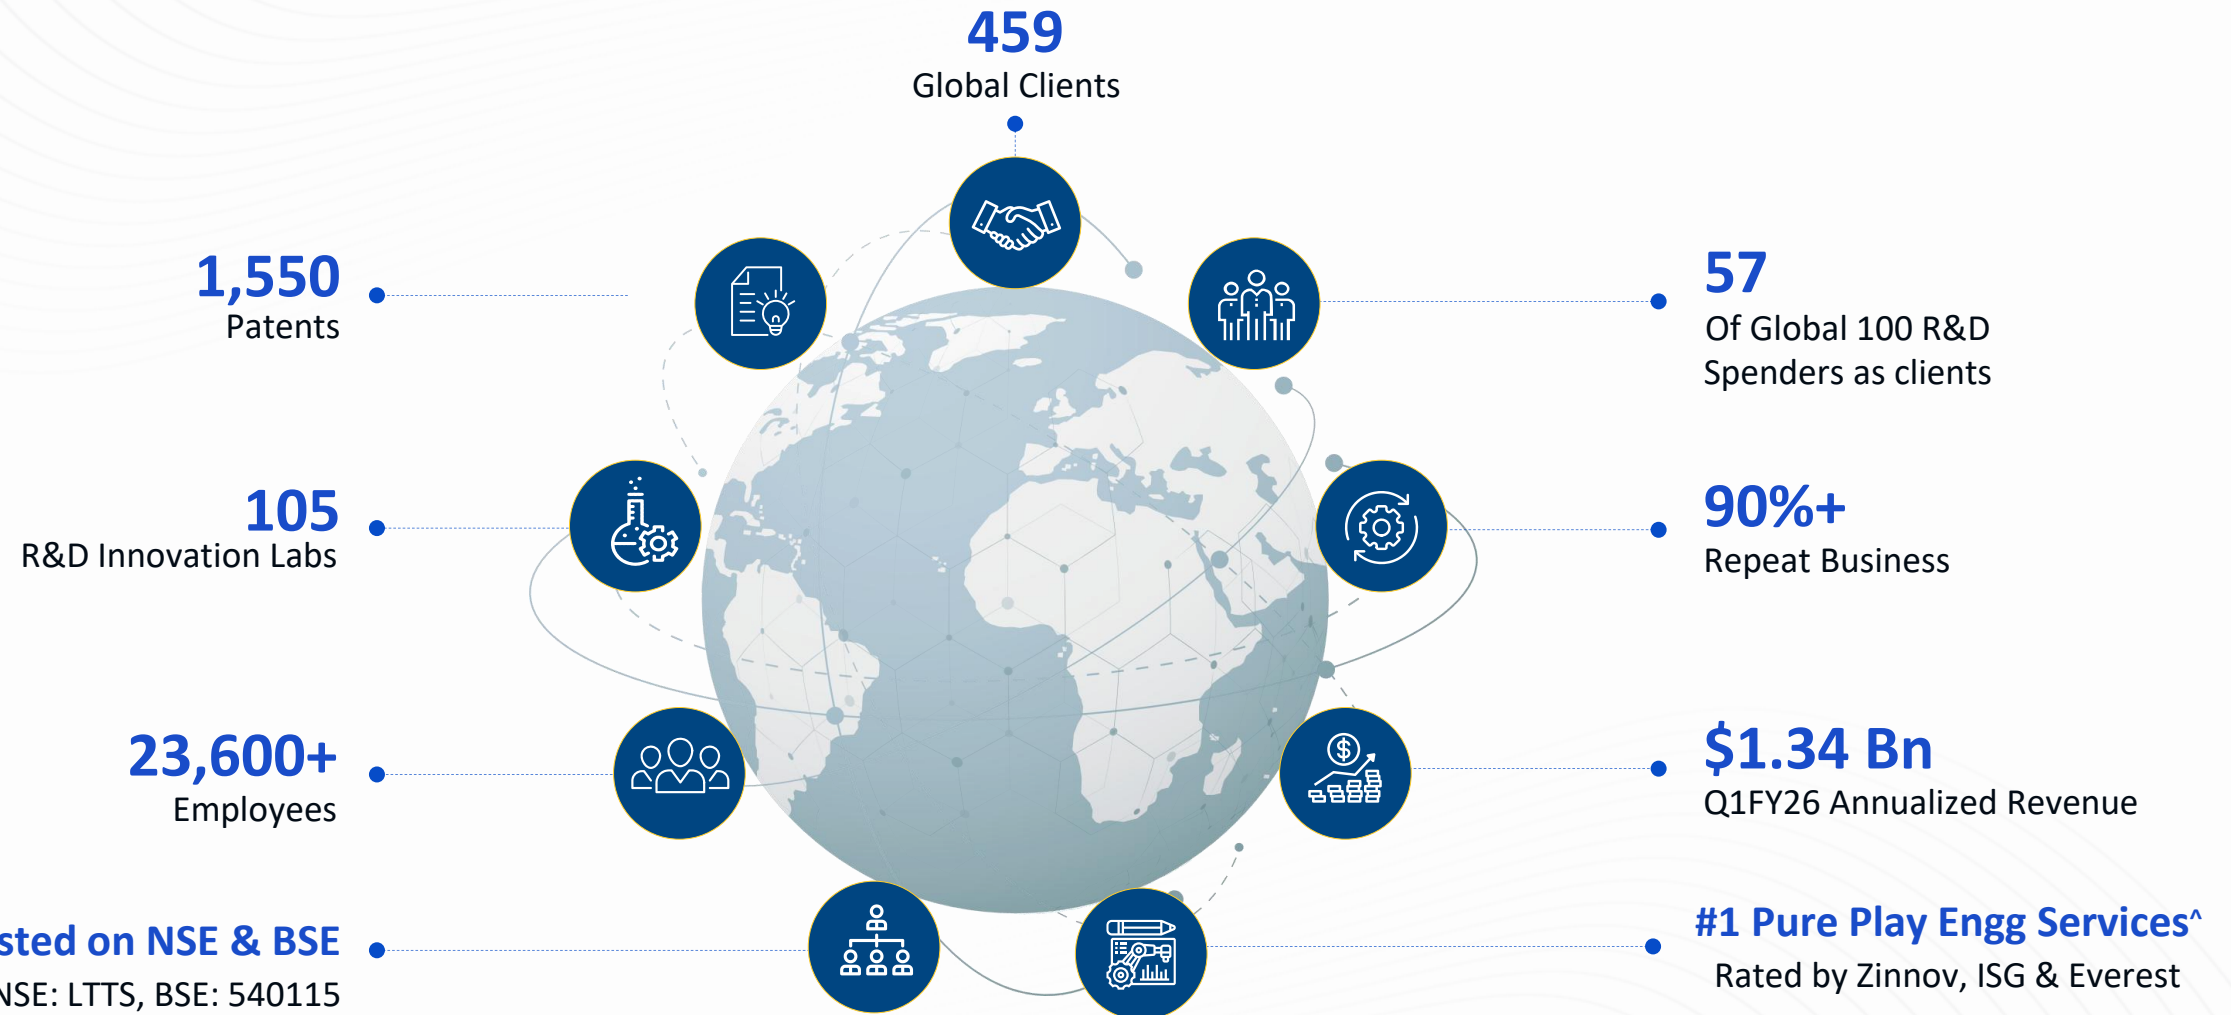 459
Global Clients
1,550
Patents
57
Of Global 100 R&D
Spenders as clients
105
R&D Innovation Labs
90%+
Repeat Business
23,600+
Employees
$1.34 Bn
Q1FY26 Annualized Revenue
sted on NSE & BSE
NSE: LTTS, BSE: 540115
#1 Pure Play Engg Services^
Rated by Zinnov, ISG & Everest